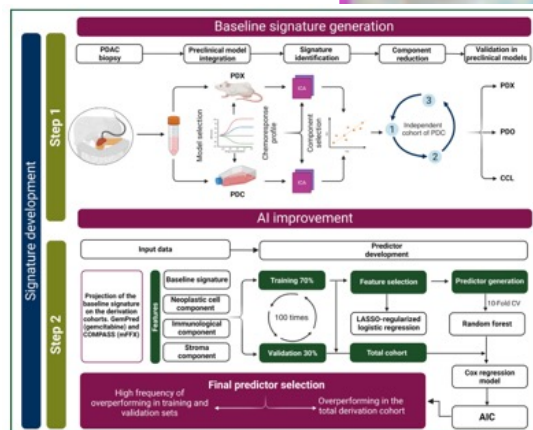 Baseline signature generation
PDAC
biopsy
Preclinical model
integration
Signature
identification
Component
reduction
Validation in
preclinical models
Signature development
Step 1
PDX
Model selection
Chemoresponse
profile
PDC
ICA
ICA
Component
selection
1
2
3
Independent
cohort of PDC
PDX
PDO
CCL
AI improvement
Step 2
Input data
Predictor
development
Projection of the
baseline signature
on the derivation
cohorts. GemPred
(gemcitabine) and
COMPASS (mFFX)
Features
Baseline signature
Neoplastic cell
component
Immunological
component
Stroma
component
Training 70%
100 times
Validation 30%
Feature selection
LASSO-regularized
logistic regression
Total cohort
Predictor generation
10-Fold CV
Random forest
Cox regression
model
AIC
Final predictor selection
High frequency of
overperforming in training and
validation sets
Overperforming in the
total derivation cohort